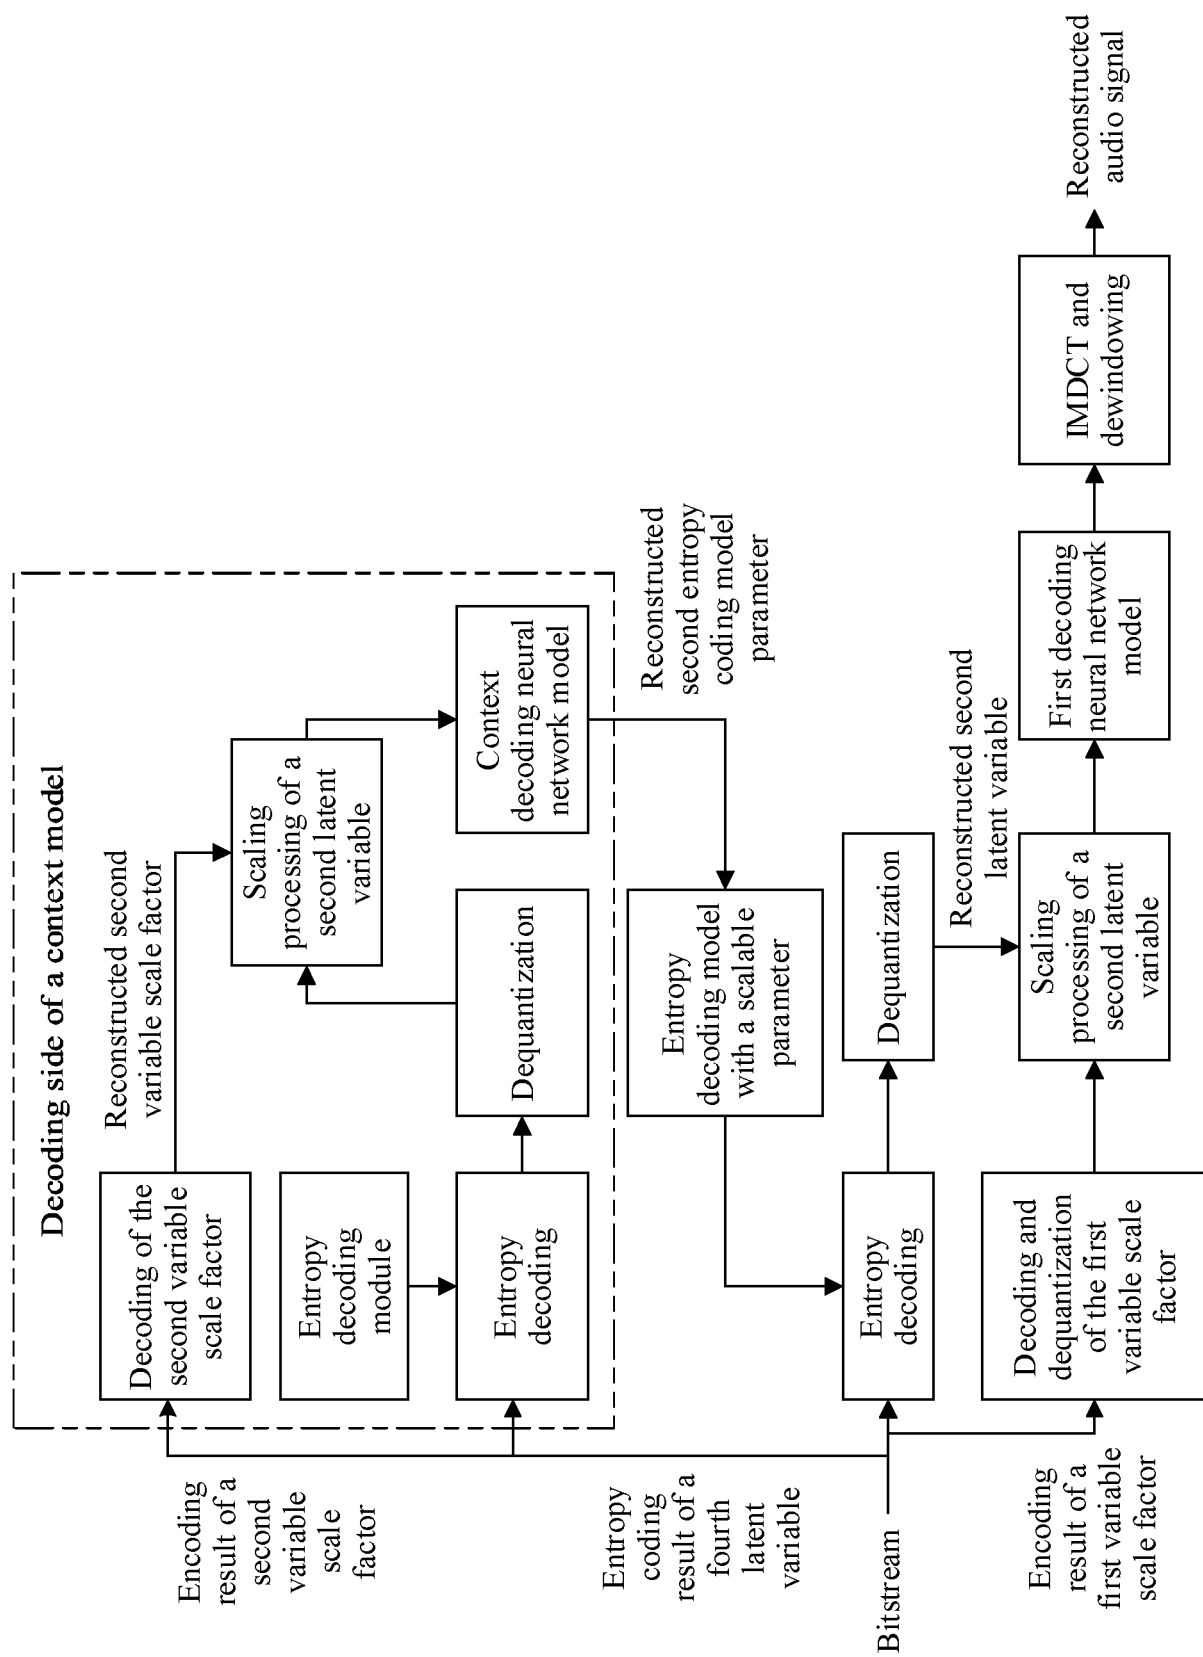 Decoding side of a context model
Encoding
result of a
second
variable
scale
factor
Decoding of the
second variable
scale factor
Reconstructed second
variable scale factor
Scaling
processing of a
second latent
variable
Entropy
decoding
module
Entropy
decoding
Dequantization
Context
decoding neural
network model
Reconstructed
second entropy
coding model
parameter
Entropy
coding
result of a
fourth
latent
variable
Entropy
decoding model
with a scalable
parameter
Bitstream
Entropy
decoding
Dequantization
Reconstructed second
latent variable
Encoding
result of a
first variable
scale factor
Decoding and
dequantization
of the first
variable scale
factor
Scaling
processing of a
second latent
variable
First decoding
neural network
model
IMDCT and
dewindowing
Reconstructed
audio signal